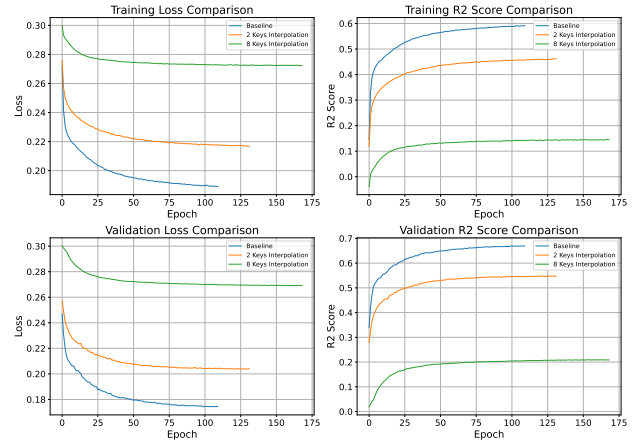 Training Loss Comparison
0.30
0.28
0.26
0.24
0.22
0.20
Loss
0 25 50 75 100 125 150 175
Epoch
Baseline
2 Keys Interpolation
8 Keys Interpolation
Training R2 Score Comparison
0.6
0.5
0.4
0.3
0.2
0.1
0.0
R2 Score
0 25 50 75 100 125 150 175
Epoch
Baseline
2 Keys Interpolation
8 Keys Interpolation
Validation Loss Comparison
0.30
0.28
0.26
0.24
0.22
0.20
0.18
Loss
0 25 50 75 100 125 150 175
Epoch
Baseline
2 Keys Interpolation
8 Keys Interpolation
Validation R2 Score Comparison
0.7
0.6
0.5
0.4
0.3
0.2
0.1
0.0
R2 Score
0 25 50 75 100 125 150 175
Epoch
Baseline
2 Keys Interpolation
8 Keys Interpolation